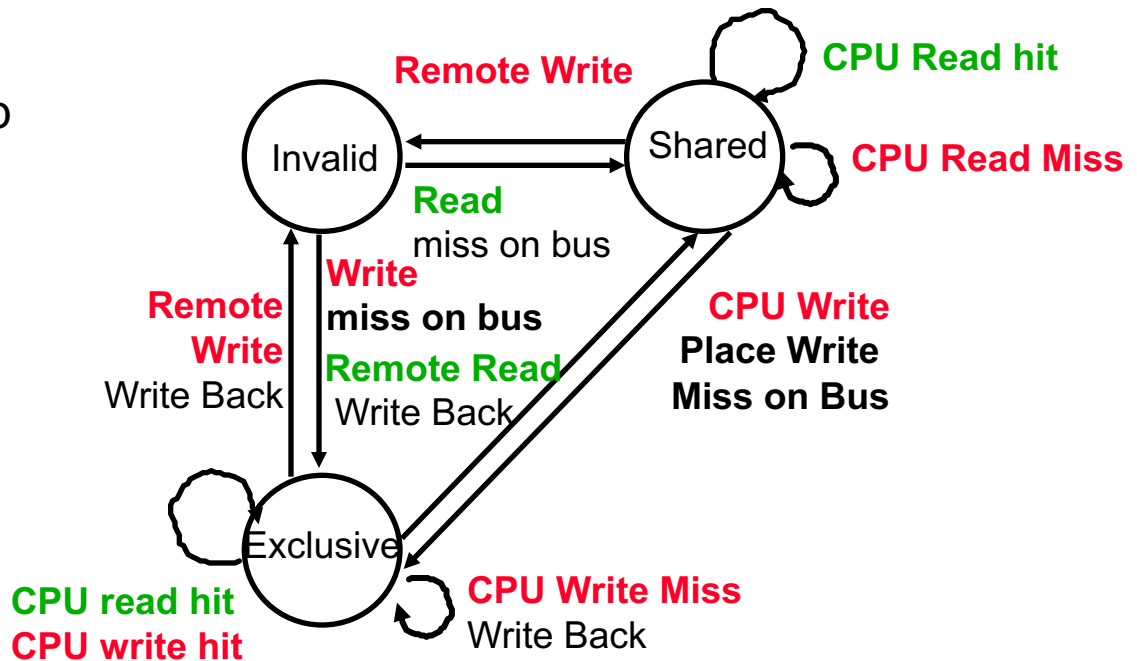 o
Remote Write
CPU Read hit
Invalid
Shared
CPU Read Miss
Read
miss on bus
Write
miss on bus
Remote
Write
Write Back
Remote Read
Write Back
CPU Write
Place Write
Miss on Bus
Exclusive
CPU read hit
CPU write hit
CPU Write Miss
Write Back